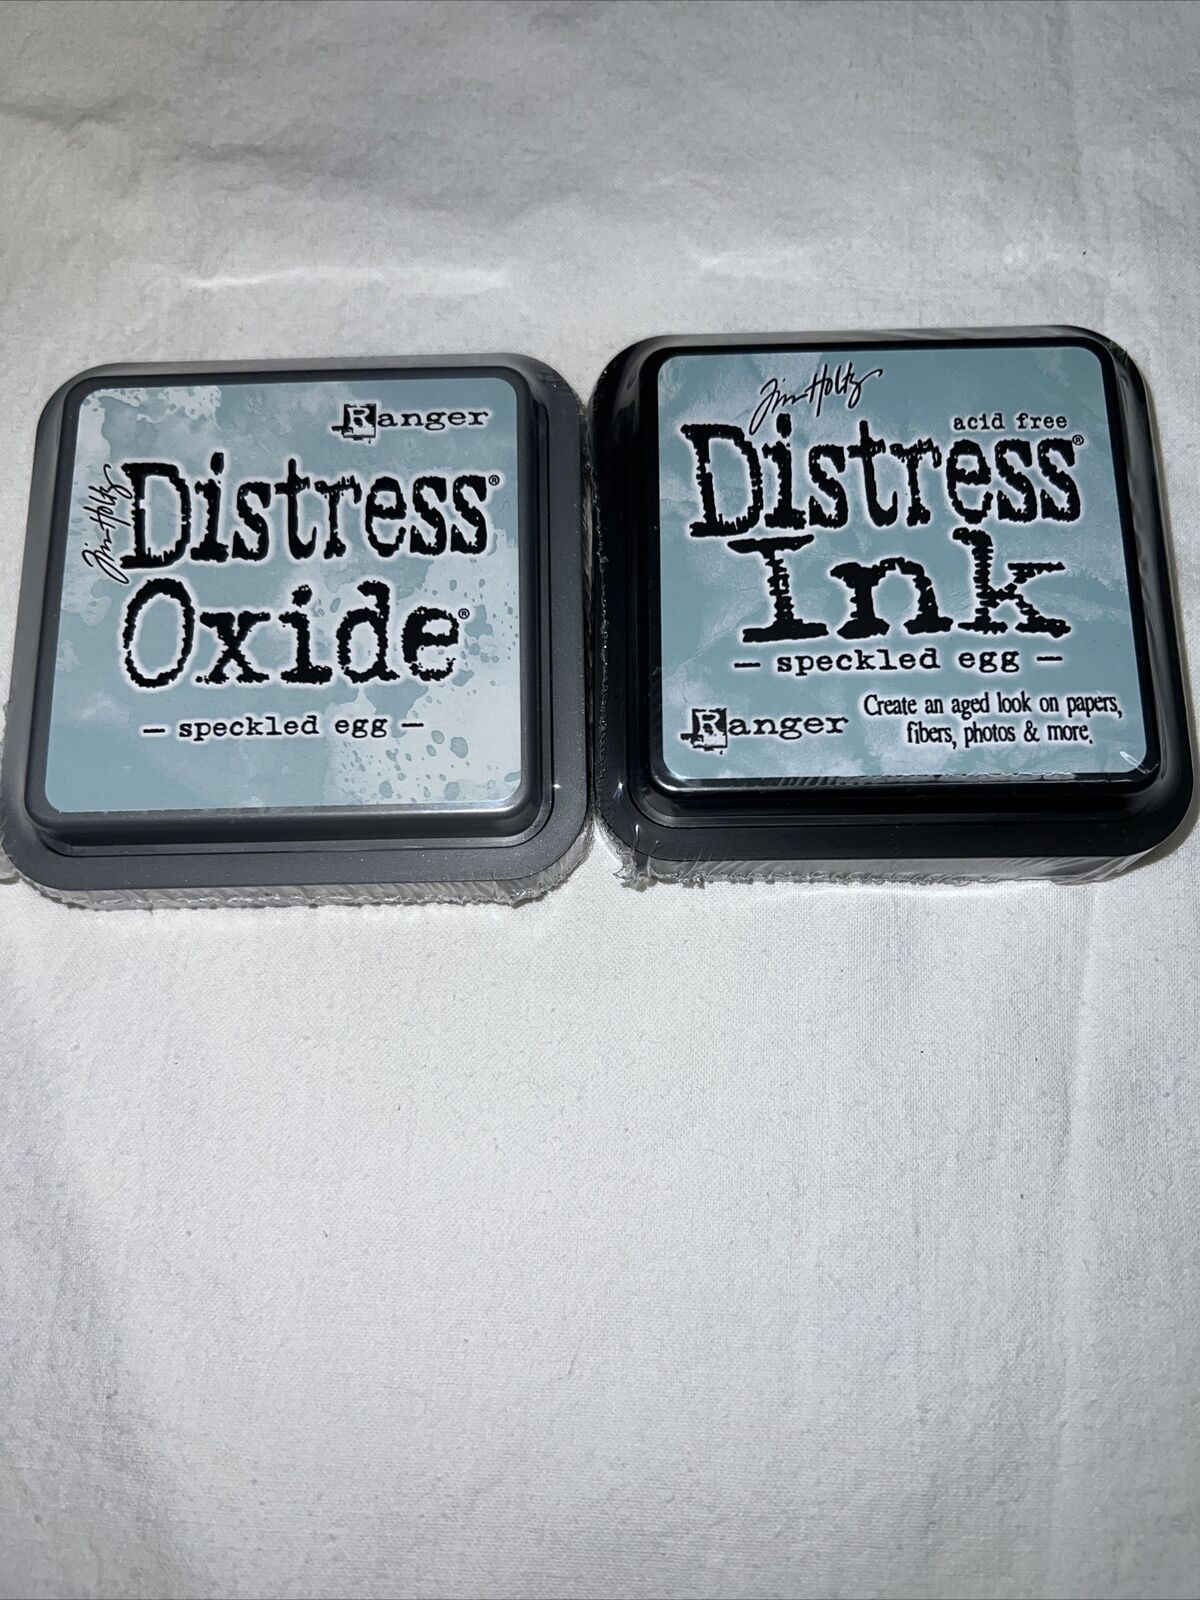 Ranger
Tim Holtz
Distress®
Oxide®
– speckled egg –
Tim Holtz
acid free
Distress®
Ink
– speckled egg –
Ranger
Create an aged look on papers,
fibers, photos & more.